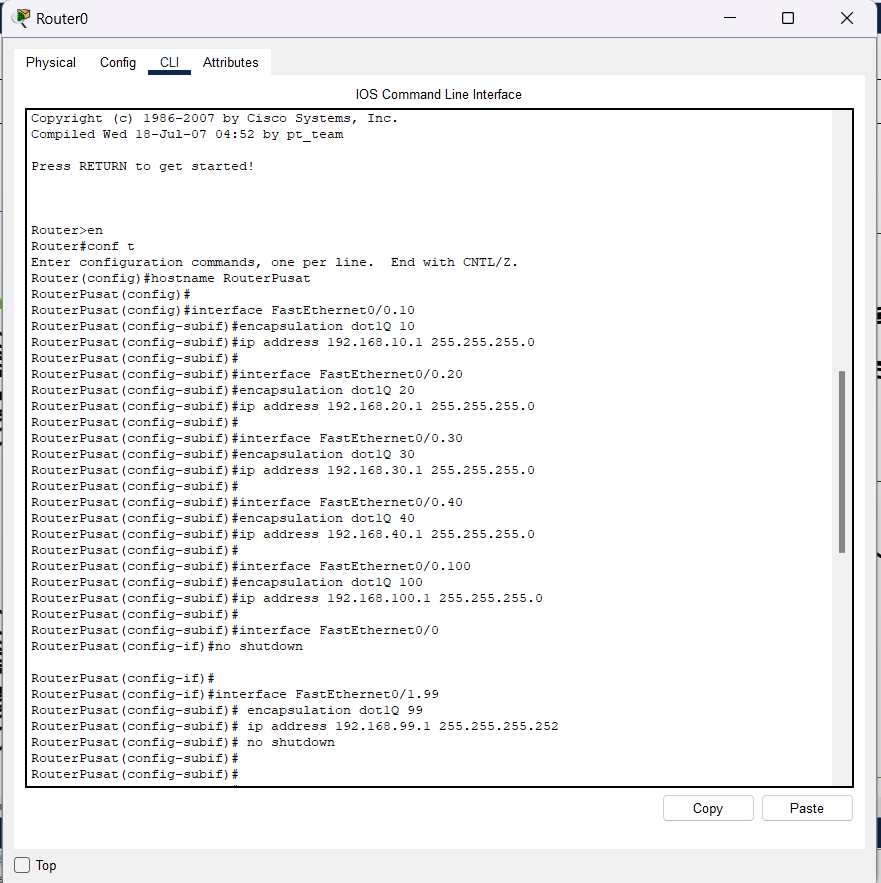 Router0
Physical Config CLI Attributes
IOS Command Line Interface
Copyright (c) 1986-2007 by Cisco Systems, Inc.
Compiled Wed 18-Jul-07 04:52 by pt_team
Press RETURN to get started!
Router>en
Router#conf t
Enter configuration commands, one per line.  End with CNTL/Z.
Router(config)#hostname RouterPusat
RouterPusat(config)#
RouterPusat(config)#interface FastEthernet0/0.10
RouterPusat(config-subif)#encapsulation dot1Q 10
RouterPusat(config-subif)#ip address 192.168.10.1 255.255.255.0
RouterPusat(config-subif)#
RouterPusat(config-subif)#interface FastEthernet0/0.20
RouterPusat(config-subif)#encapsulation dot1Q 20
RouterPusat(config-subif)#ip address 192.168.20.1 255.255.255.0
RouterPusat(config-subif)#
RouterPusat(config-subif)#interface FastEthernet0/0.30
RouterPusat(config-subif)#encapsulation dot1Q 30
RouterPusat(config-subif)#ip address 192.168.30.1 255.255.255.0
RouterPusat(config-subif)#
RouterPusat(config-subif)#interface FastEthernet0/0.40
RouterPusat(config-subif)#encapsulation dot1Q 40
RouterPusat(config-subif)#ip address 192.168.40.1 255.255.255.0
RouterPusat(config-subif)#
RouterPusat(config-subif)#interface FastEthernet0/0.100
RouterPusat(config-subif)#encapsulation dot1Q 100
RouterPusat(config-subif)#ip address 192.168.100.1 255.255.255.0
RouterPusat(config-subif)#
RouterPusat(config-subif)#interface FastEthernet0/0
RouterPusat(config-if)#no shutdown
RouterPusat(config-if)#
RouterPusat(config-if)#interface FastEthernet0/1.99
RouterPusat(config-subif)# encapsulation dot1Q 99
RouterPusat(config-subif)# ip address 192.168.99.1 255.255.255.252
RouterPusat(config-subif)# no shutdown
RouterPusat(config-subif)#
RouterPusat(config-subif)#
Copy Paste
Top